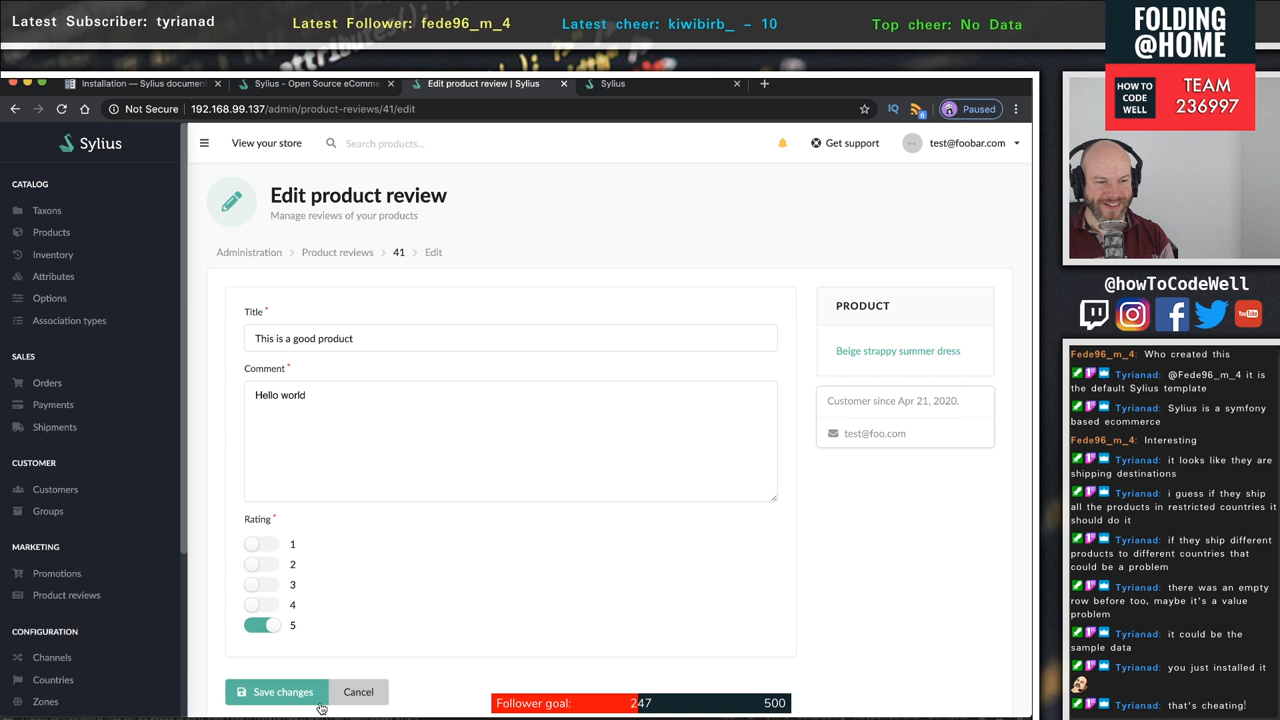 Latest Subscriber: tyrianad
Latest Follower: fede96_m_4
Latest cheer: kiwibirb_ - 10
Top cheer: No Data
FOLDING
@HOME
HOW TO
CODE
WELL
TEAM
236997
Installation — Sylius document
Sylius - Open Source eComme
Edit product review | Sylius
Sylius
Not Secure
192.168.99.137/admin/product-reviews/41/edit
IQ
6
Paused
Sylius
View your store
Search products...
Get support
test@foobar.com
Edit product review
Manage reviews of your products
Administration > Product reviews > 41 > Edit
CATALOG
Taxons
Products
Inventory
Attributes
Options
Association types
SALES
Orders
Payments
Shipments
CUSTOMER
Customers
Groups
MARKETING
Promotions
Product reviews
CONFIGURATION
Channels
Countries
Zones
Title *
This is a good product
Comment *
Hello world
Rating *
1
2
3
4
5
Save changes
Cancel
PRODUCT
Beige strappy summer dress
Customer since Apr 21, 2020.
test@foo.com
Follower goal: 247 500
@howToCodeWell
You Tube
Fede96_m_4: Who created this
Tyrianad: @Fede96_m_4 it is
the default Sylius template
Tyrianad: Sylius is a symfony
based ecommerce
Fede96_m_4: Interesting
Tyrianad: it looks like they are
shipping destinations
Tyrianad: i guess if they ship
all the products in restricted countries it
should do it
Tyrianad: if they ship different
products to different countries that
could be a problem
Tyrianad: there was an empty
row before too, maybe it's a value
problem
Tyrianad: it could be the
sample data
Tyrianad: you just installed it
Tyrianad: that's cheating!